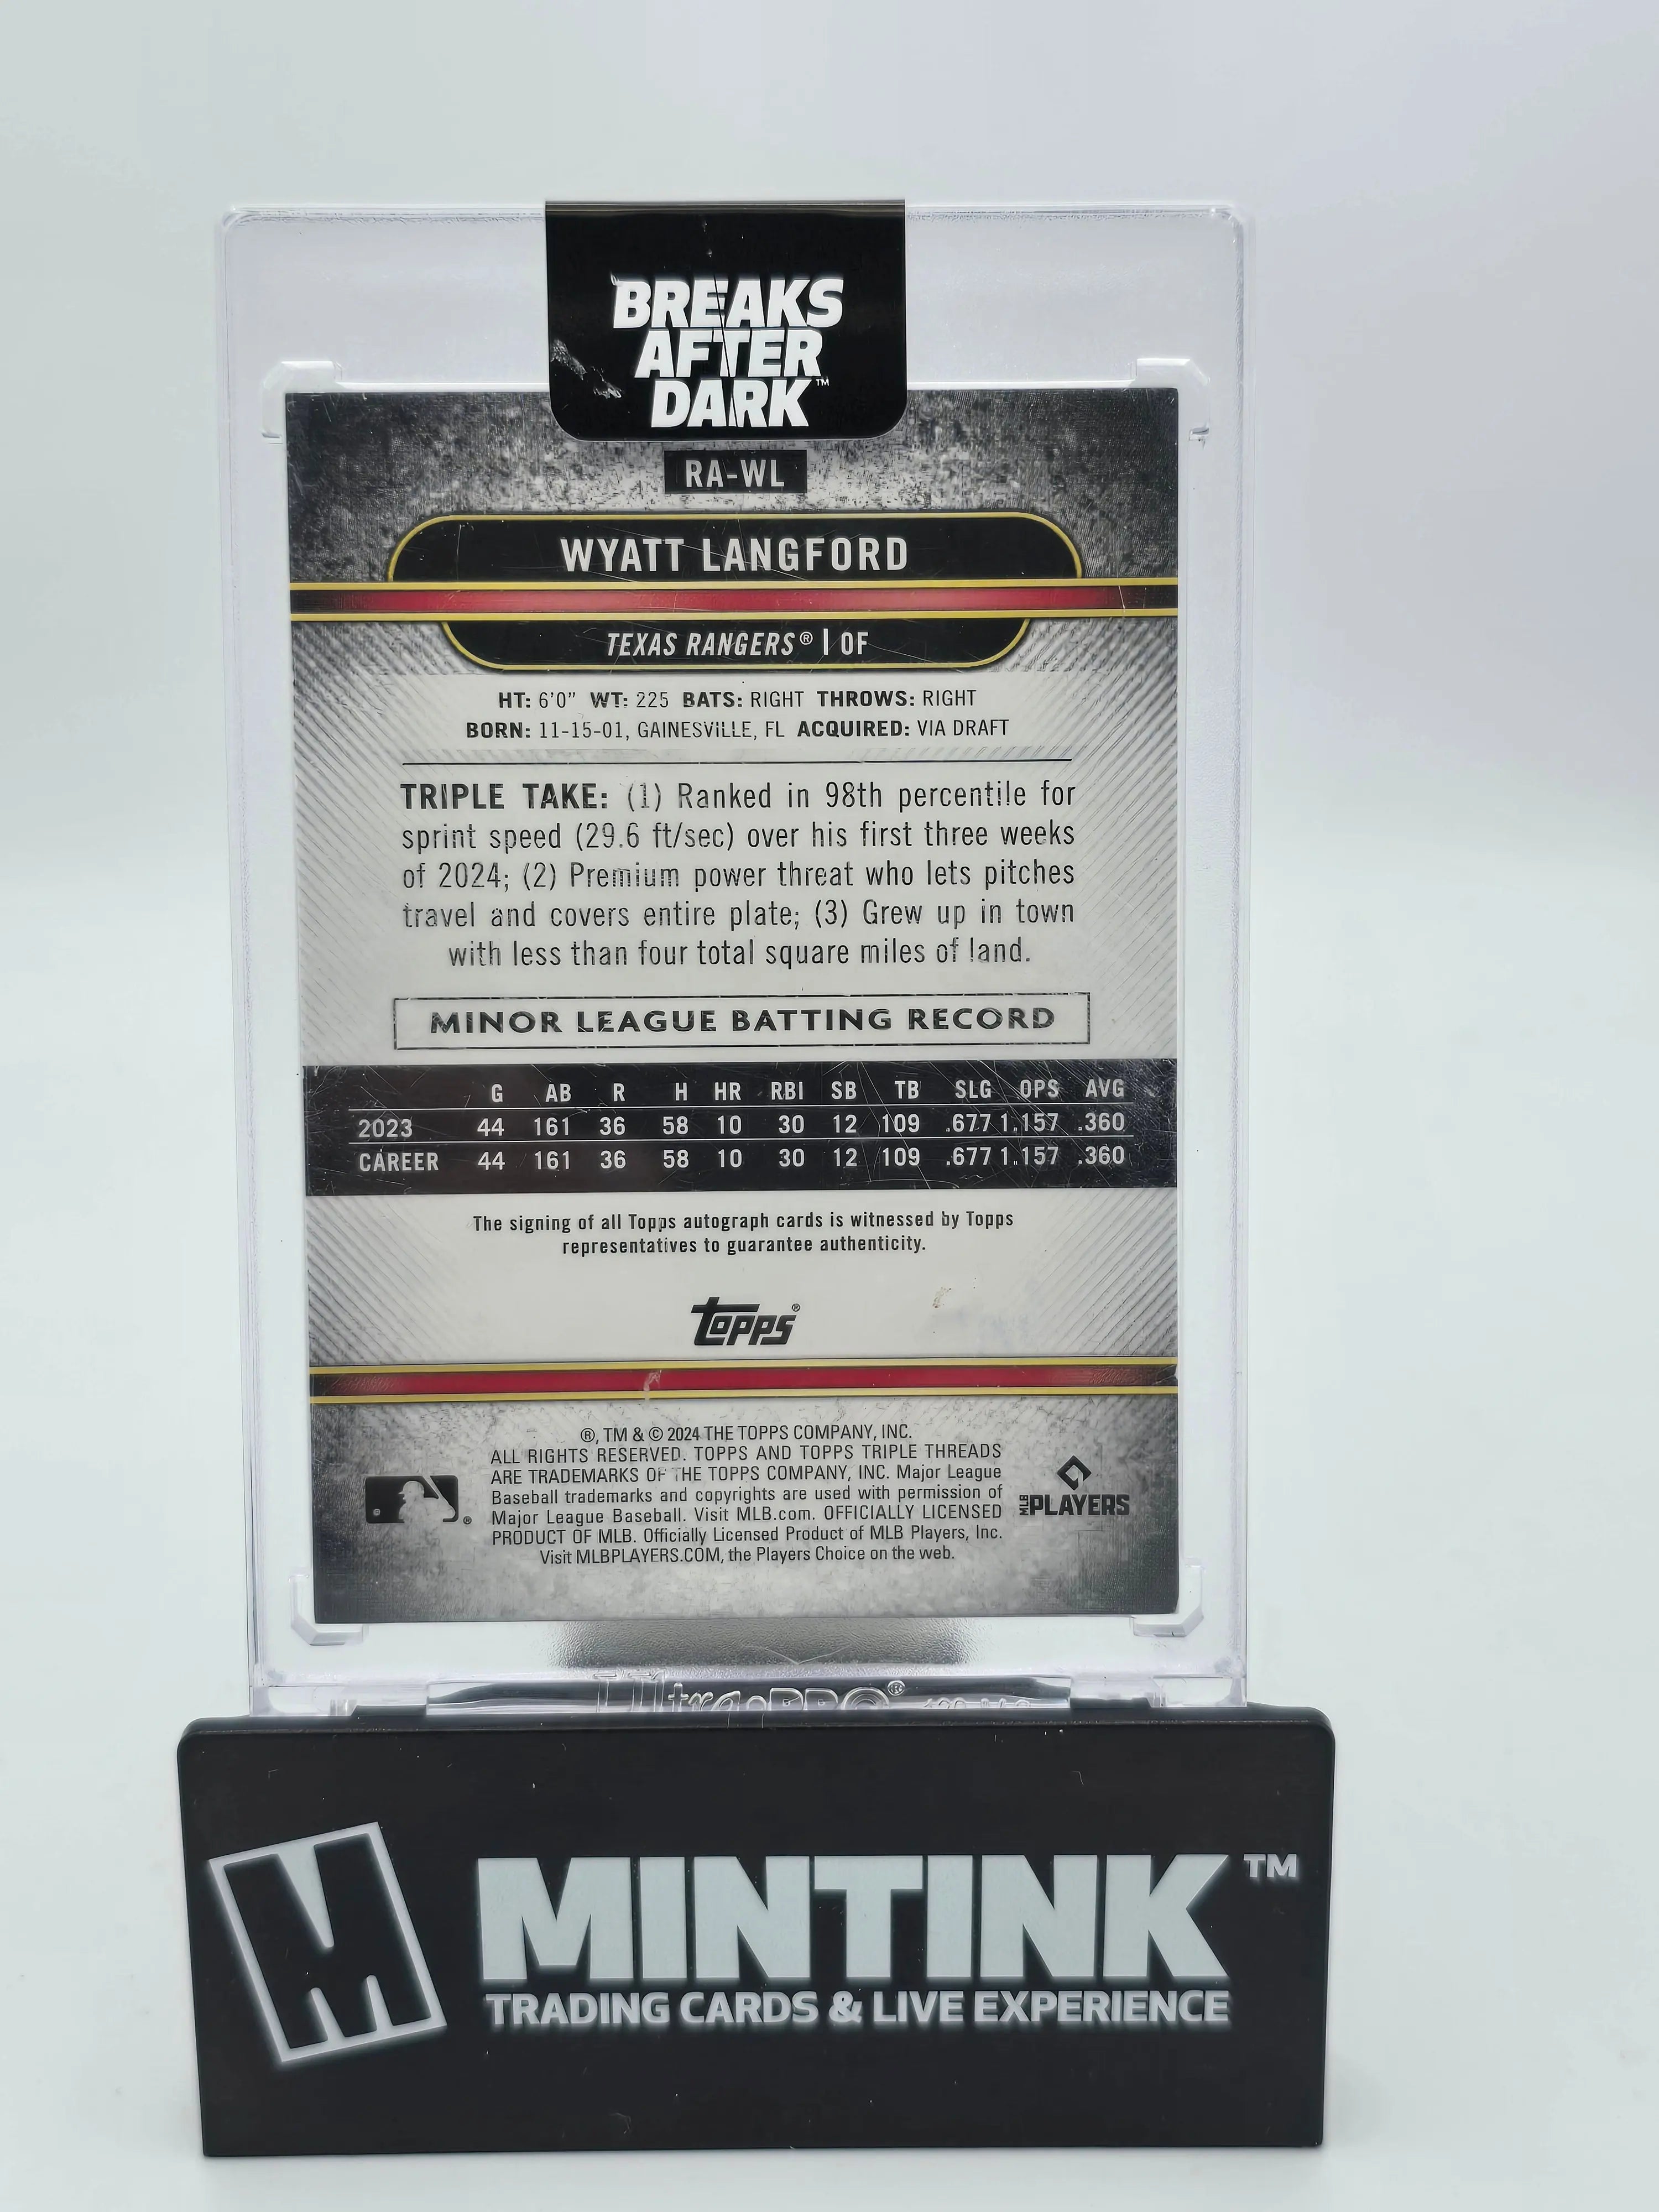 BREAKS
AFTER
DARK™
RA-WL
WYATT LANGFORD
TEXAS RANGERS® | OF
HT: 6'0" WT: 225 BATS: RIGHT THROWS: RIGHT
BORN: 11-15-01, GAINESVILLE, FL ACQUIRED: VIA DRAFT
TRIPLE TAKE: (1) Ranked in 98th percentile for
sprint speed (29.6 ft/sec) over his first three weeks
of 2024; (2) Premium power threat who lets pitches
travel and covers entire plate; (3) Grew up in town
with less than four total square miles of land.
MINOR LEAGUE BATTING RECORD
G AB R H HR RBI SB TB SLG OPS AVG
2023 44 161 36 58 10 30 12 109 .677 1.157 .360
CAREER 44 161 36 58 10 30 12 109 .677 1.157 .360
The signing of all Topps autograph cards is witnessed by Topps
representatives to guarantee authenticity.
topps®
®, TM & © 2024 THE TOPPS COMPANY, INC.
ALL RIGHTS RESERVED. TOPPS AND TOPPS TRIPLE THREADS
ARE TRADEMARKS OF THE TOPPS COMPANY, INC. Major League
Baseball trademarks and copyrights are used with permission of
Major League Baseball. Visit MLB.com. OFFICIALLY LICENSED
PRODUCT OF MLB. Officially Licensed Product of MLB Players, Inc.
Visit MLBPLAYERS.COM, the Players Choice on the web.
®
MLB PLAYERS
Ultra•PRO®
M MINTINK™
TRADING CARDS & LIVE EXPERIENCE